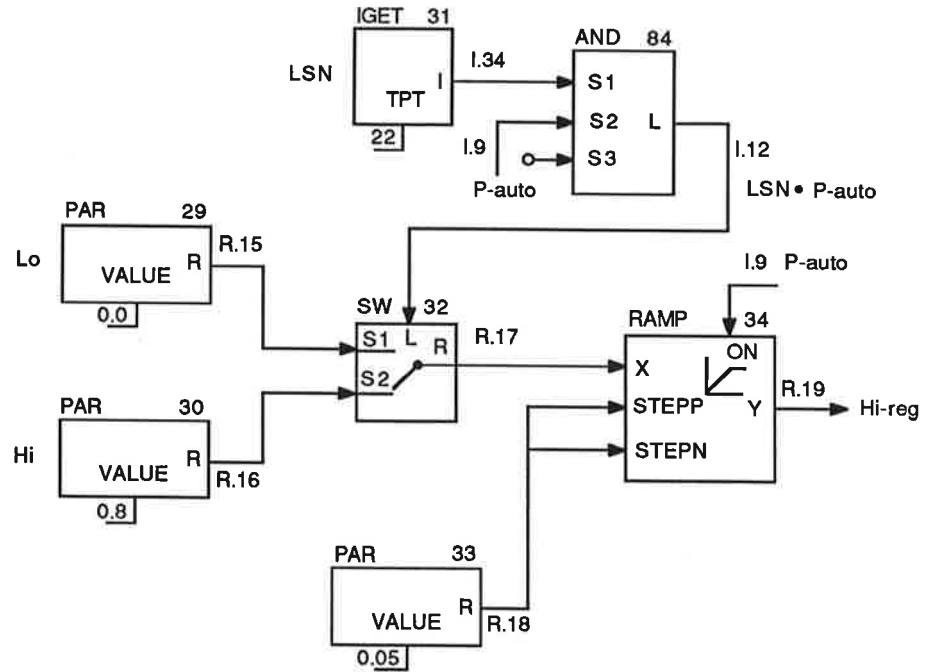 IGET 31
LSN
I
TPT
22
I.34
AND 84
S1
S2 L
S3
I.9
P-auto
I.12
LSN • P-auto
PAR 29
Lo
R
VALUE
0.0
R.15
I.9 P-auto
SW 32
S1 L R
S2
R.17
RAMP 34
ON
X
STEPP Y
STEPN
R.19
Hi-reg
PAR 30
Hi
R
VALUE
0.8
R.16
PAR 33
R
VALUE
0.05
R.18